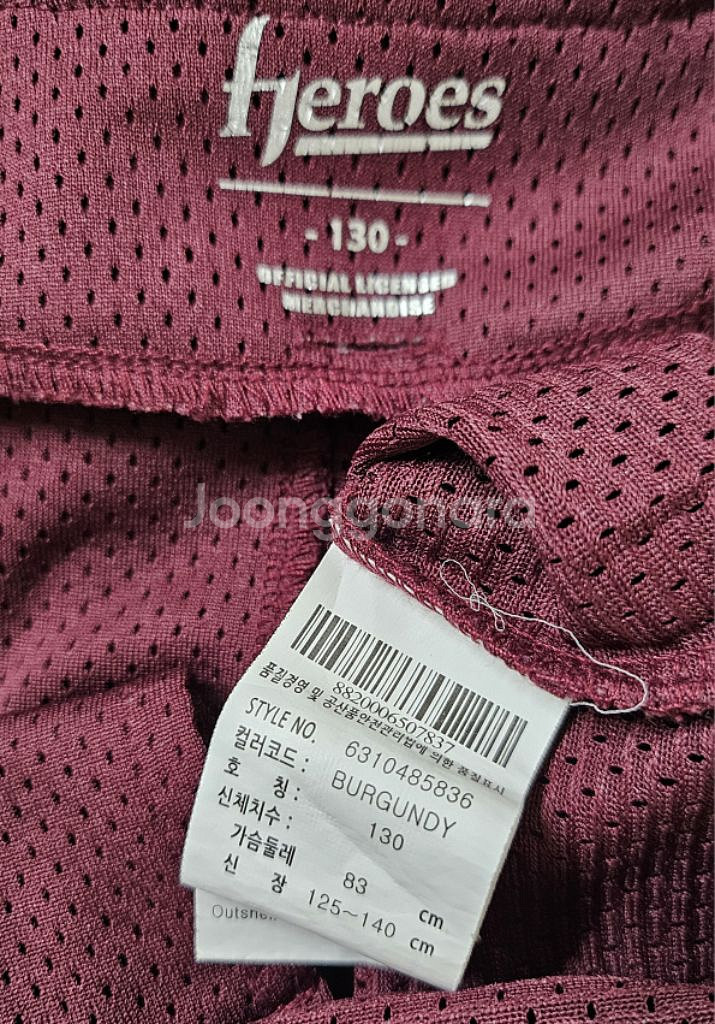 Heroes
- 130 -
OFFICIAL LICENSED
MERCHANDISE
Joonggonara
8820006507837
품질경영 및 공산품안전관리법에 의한 품질표시
STYLE NO. 6310485836
컬러코드 : BURGUNDY
호 칭 : 130
신체치수 :
가슴둘레 83 cm
신 장 125~140 cm
Outshell